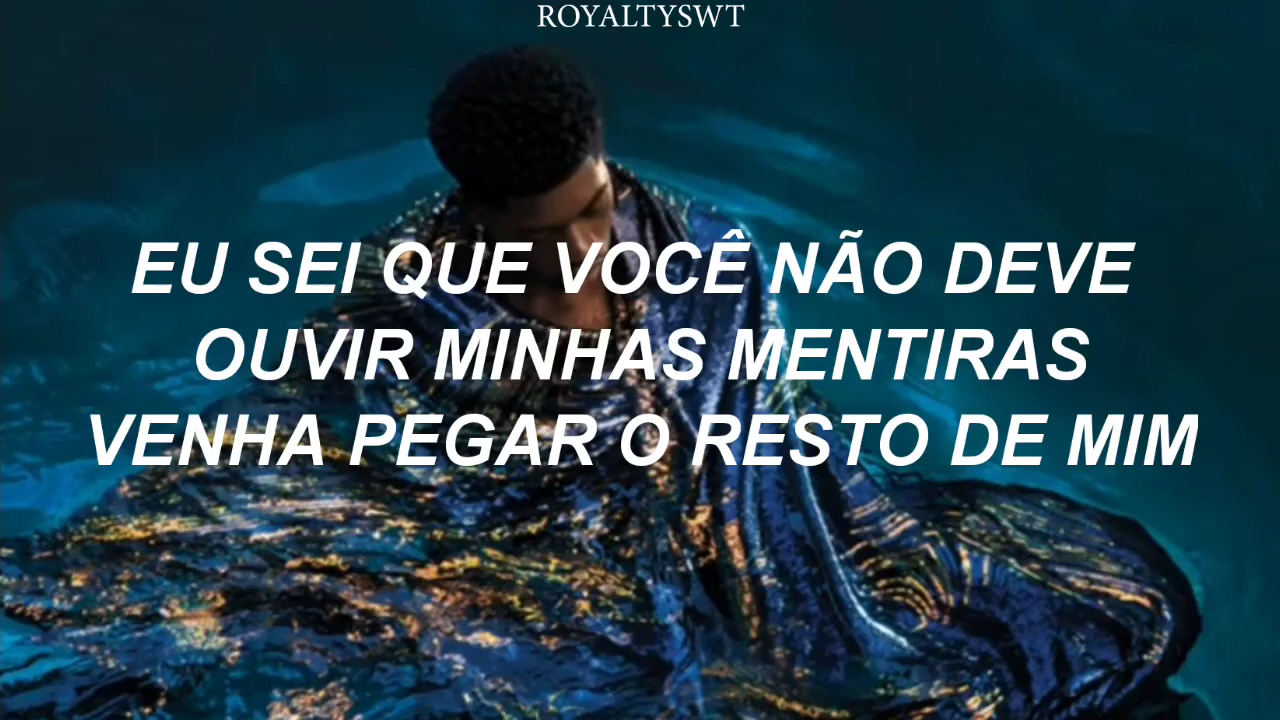 ROYALTYSWT
EU SEI QUE VOCÊ NÃO DEVE
OUVIR MINHAS MENTIRAS
VENHA PEGAR O RESTO DE MIM